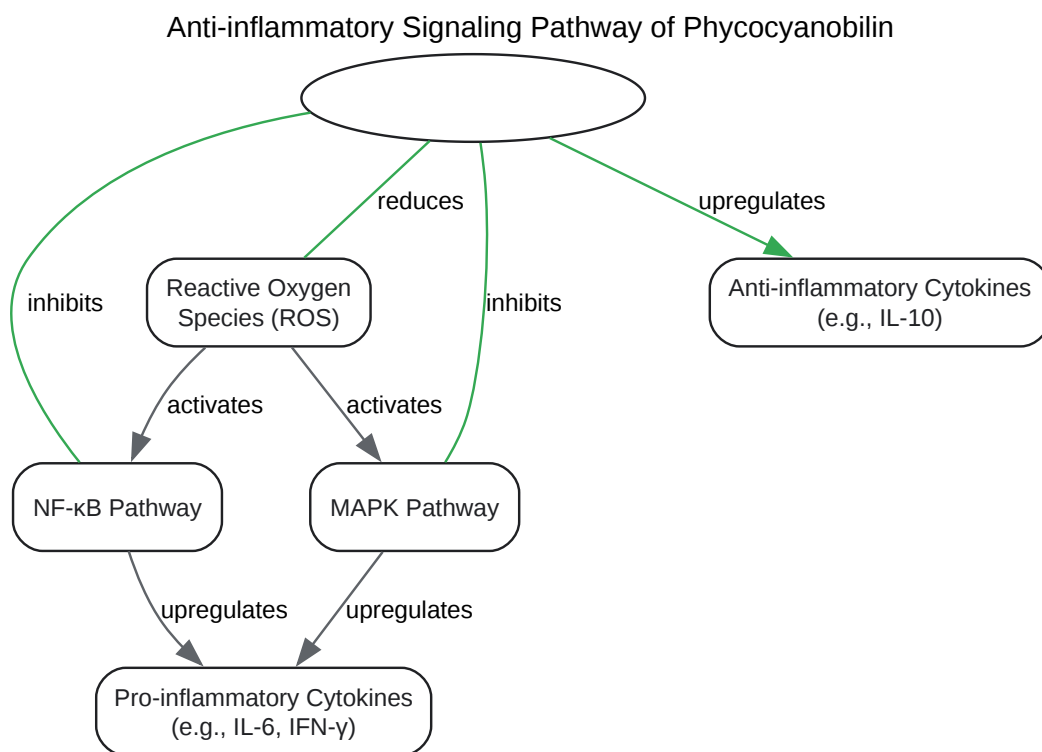 Anti-inflammatory Signaling Pathway of Phycocyanobilin
reduces
upregulates
inhibits
Reactive Oxygen
Species (ROS)
inhibits
Anti-inflammatory Cytokines
(e.g., IL-10)
activates
activates
NF-κB Pathway
MAPK Pathway
upregulates
upregulates
Pro-inflammatory Cytokines
(e.g., IL-6, IFN-γ)